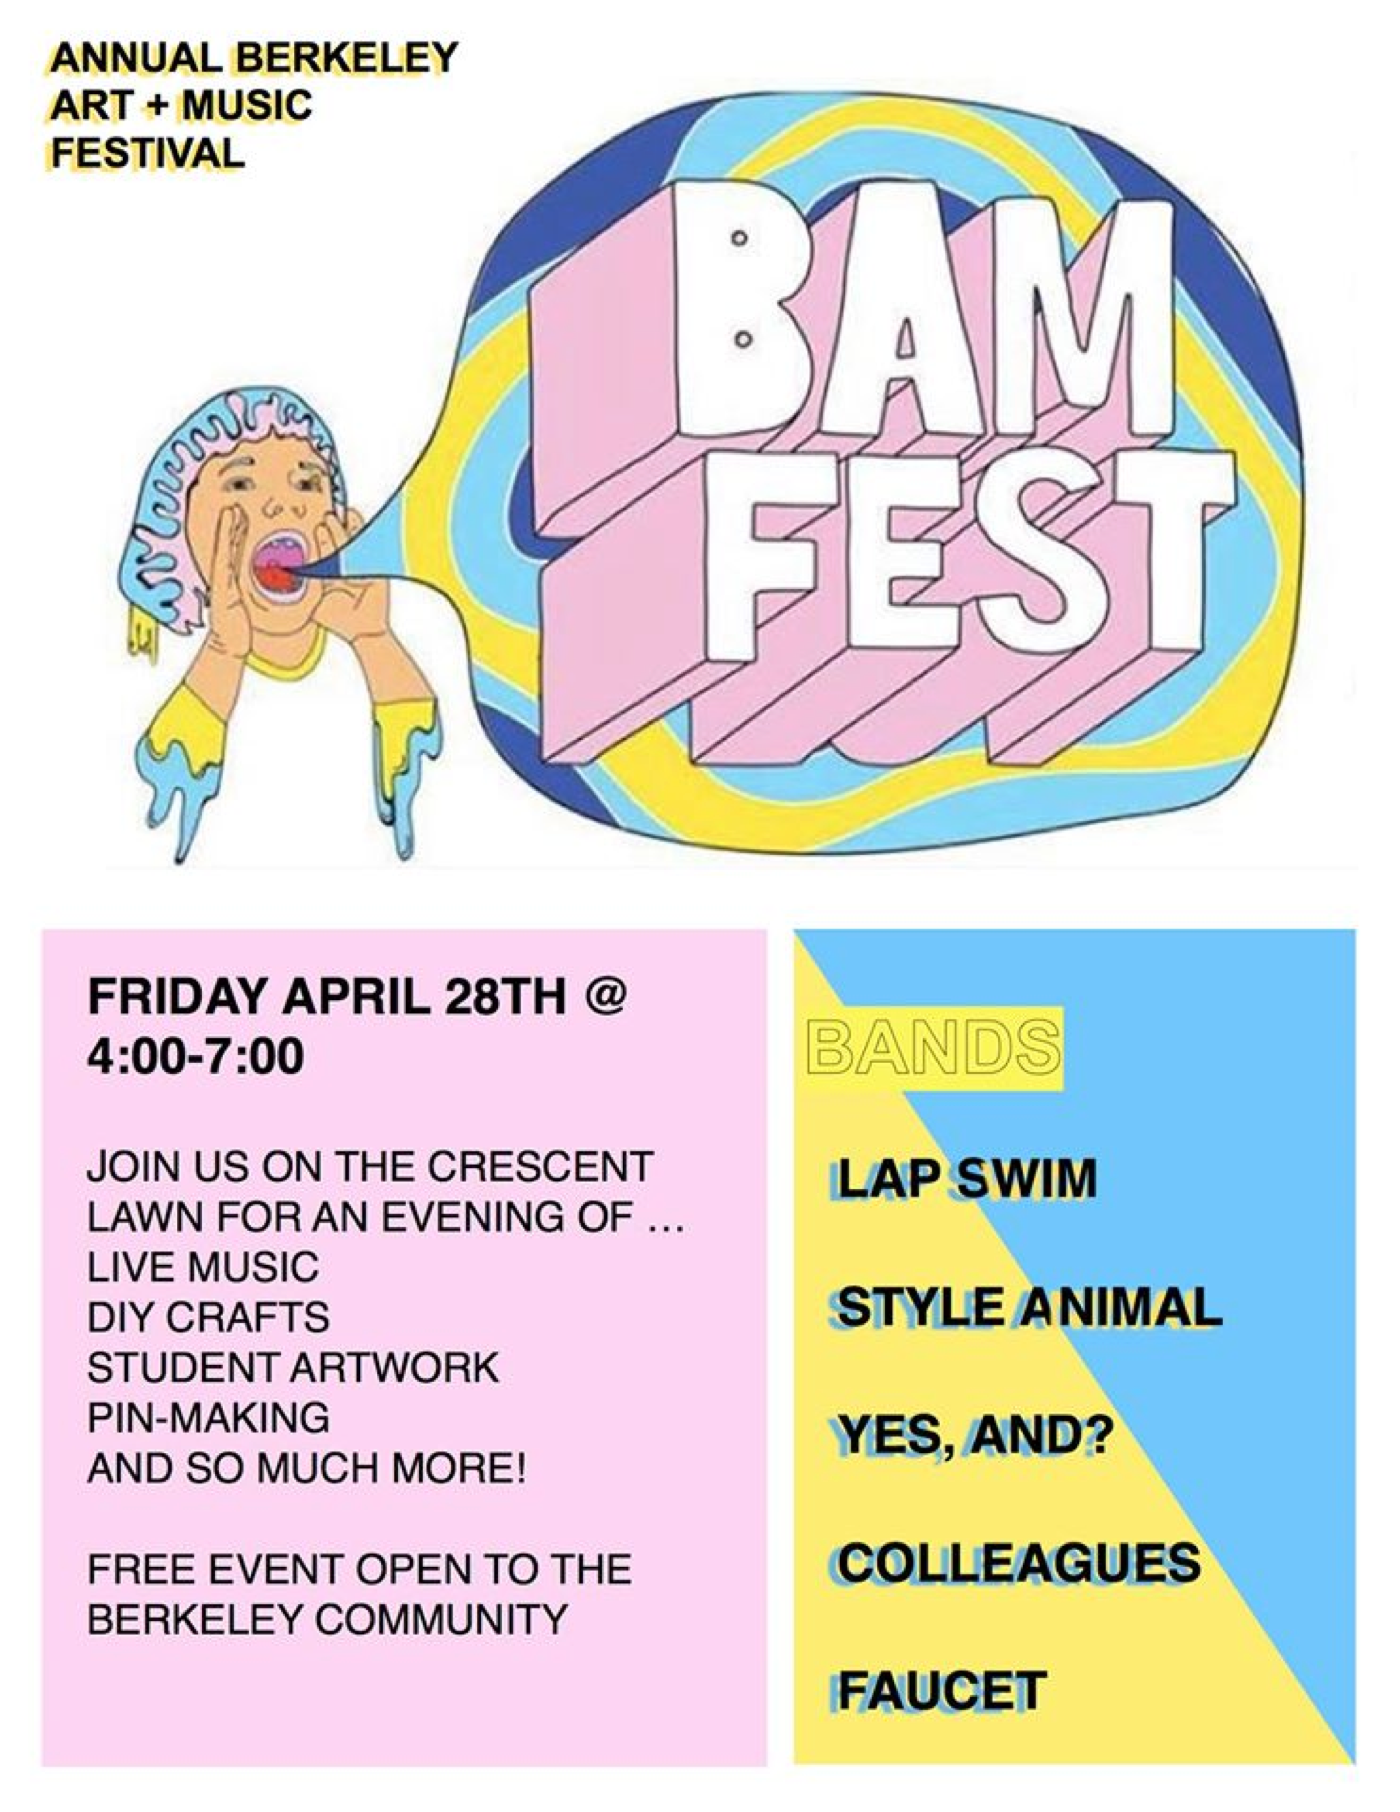 ANNUAL BERKELEY
ART + MUSIC
FESTIVAL
BAM
FEST
FRIDAY APRIL 28TH @
4:00-7:00
JOIN US ON THE CRESCENT
LAWN FOR AN EVENING OF ...
LIVE MUSIC
DIY CRAFTS
STUDENT ARTWORK
PIN-MAKING
AND SO MUCH MORE!
FREE EVENT OPEN TO THE
BERKELEY COMMUNITY
BANDS
LAP SWIM
STYLE ANIMAL
YES, AND?
COLLEAGUES
FAUCET